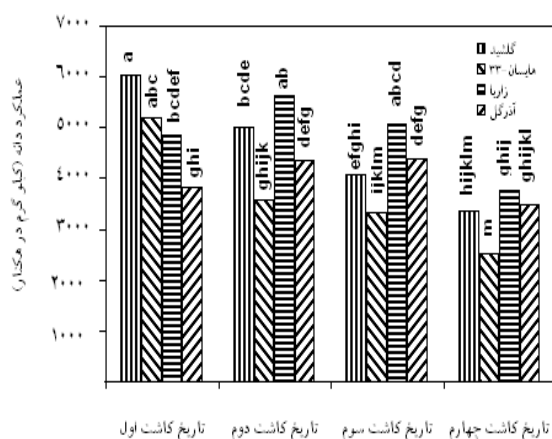 عملکرد دانه (کیلو گرم در هکتار)
۷۰۰۰
۶۰۰۰
۵۰۰۰
۴۰۰۰
۳۰۰۰
۲۰۰۰
۱۰۰۰
گلشید
هایسان ۳۳
زاریا
آذرگل
a
abc
bcdef
ghi
bcde
ghijk
ab
defg
efghi
ijklm
abcd
defg
hijklm
m
ghij
ghijkl
تاریخ کاشت اول
تاریخ کاشت دوم
تاریخ کاشت سوم
تاریخ کاشت چهارم